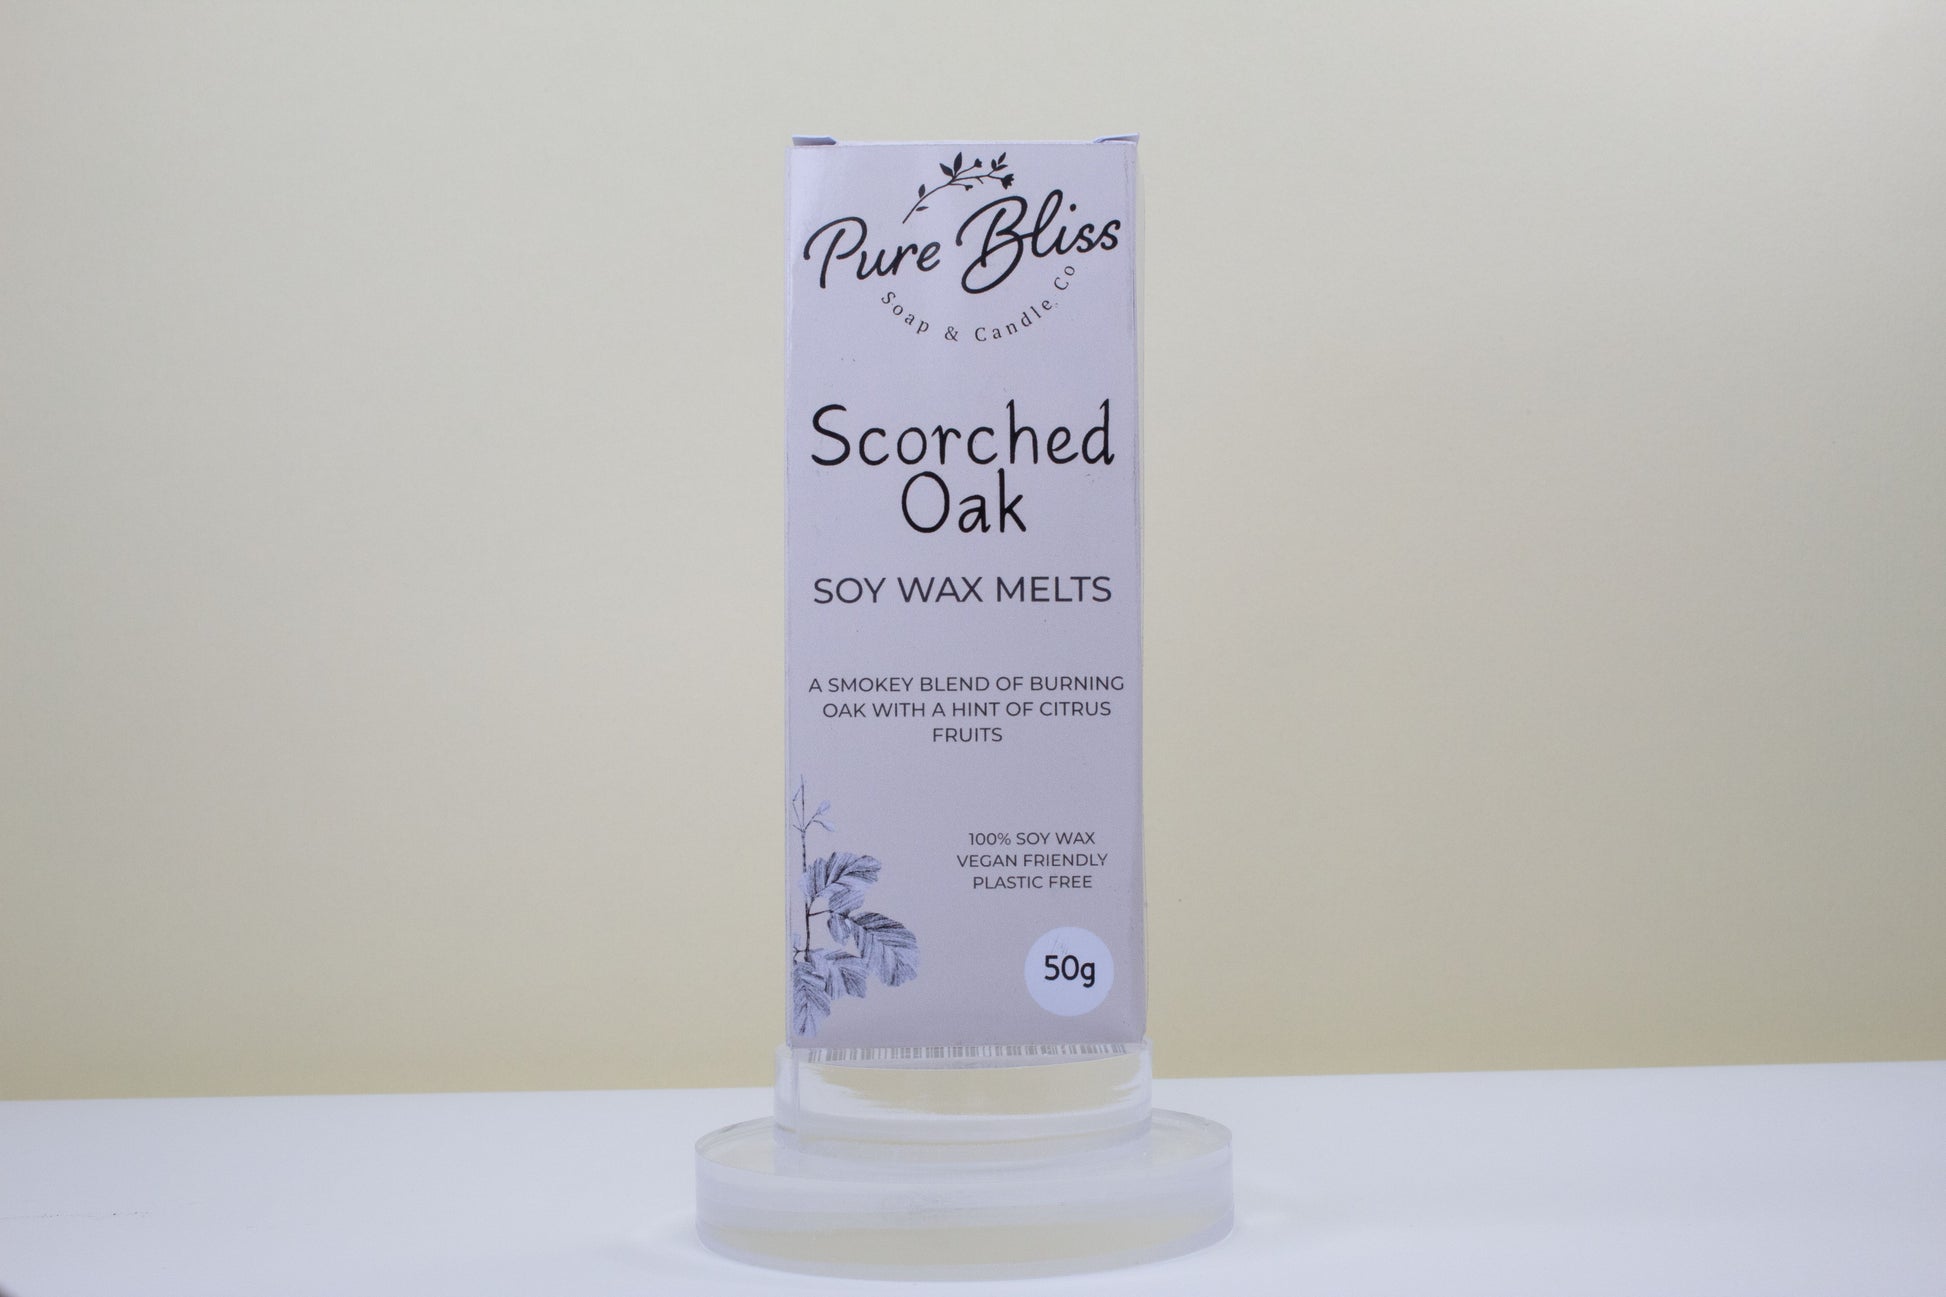 Pure Bliss
Soap & Candle Co
Scorched
Oak
SOY WAX MELTS
A SMOKEY BLEND OF BURNING
OAK WITH A HINT OF CITRUS
FRUITS
100% SOY WAX
VEGAN FRIENDLY
PLASTIC FREE
50g